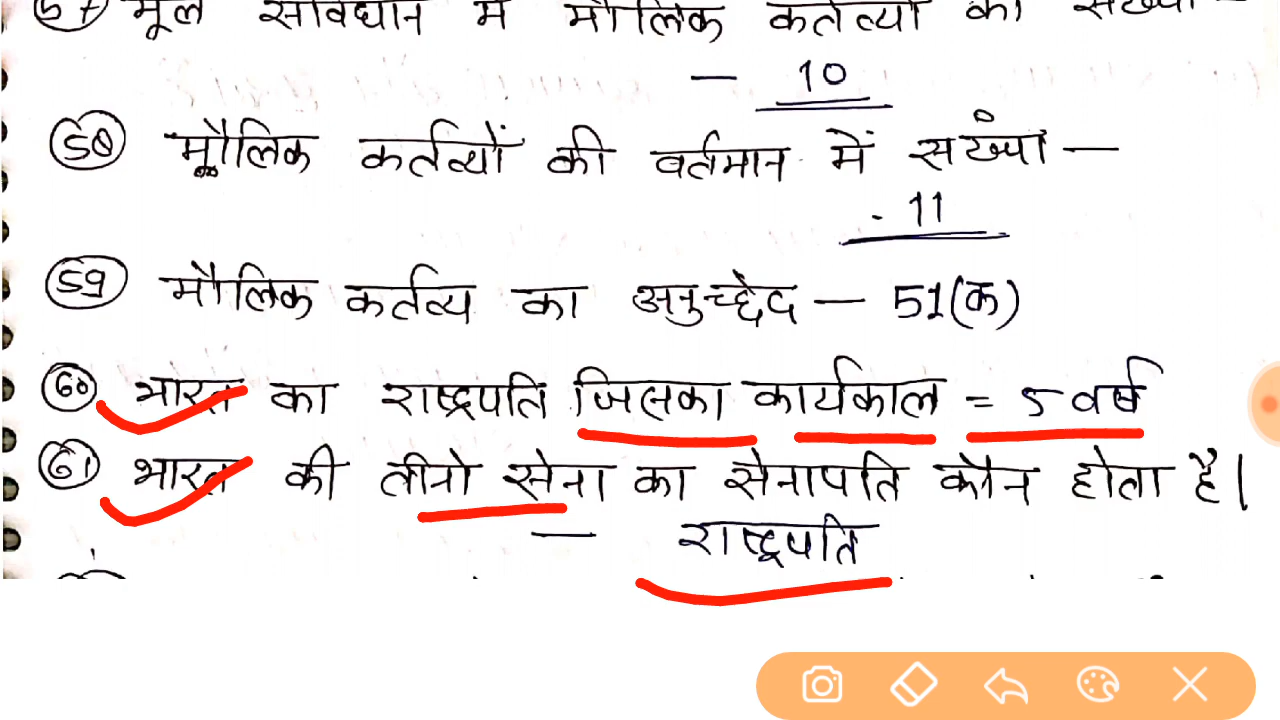 57 मूल संविधान में मौलिक कर्तव्यों की संख्या -
- 10
58 मौलिक कर्तव्यों की वर्तमान में संख्या -
- 11
59 मौलिक कर्तव्य का अनुच्छेद - 51(क)
60 भारत का राष्ट्रपति जिसका कार्यकाल = 5 वर्ष
61 भारत की तीनो सेना का सेनापति कौन होता है।
- राष्ट्रपति